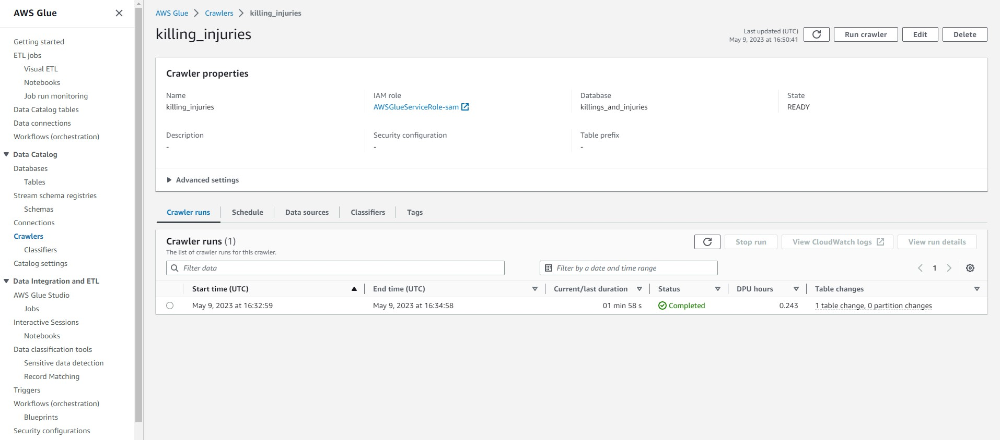 AWS Glue
Getting started
ETL jobs
Visual ETL
Notebooks
Job run monitoring
Data Catalog tables
Data connections
Workflows (orchestration)
Data Catalog
Databases
Tables
Stream schema registries
Schemas
Connections
Crawlers
Classifiers
Catalog settings
Data Integration and ETL
AWS Glue Studio
Jobs
Interactive Sessions
Notebooks
Data classification tools
Sensitive data detection
Record Matching
Triggers
Workflows (orchestration)
Blueprints
Security configurations
AWS Glue Crawlers killing_injuries
killing_injuries
Last updated (UTC)
May 9, 2023 at 16:50:41
Run crawler Edit Delete
Crawler properties
Name IAM role Database State
killing_injuries AWSGlueServiceRole-sam killings_and_injuries READY
Description Security configuration Table prefix
- - -
Advanced settings
Crawler runs Schedule Data sources Classifiers Tags
Crawler runs (1)
The list of crawler runs for this crawler.
Stop run View CloudWatch logs View run details
Filter data Filter by a date and time range 1
Start time (UTC) End time (UTC) Current/last duration Status DPU hours Table changes
May 9, 2023 at 16:32:59 May 9, 2023 at 16:34:58 01 min 58 s Completed 0.243 1 table change, 0 partition changes